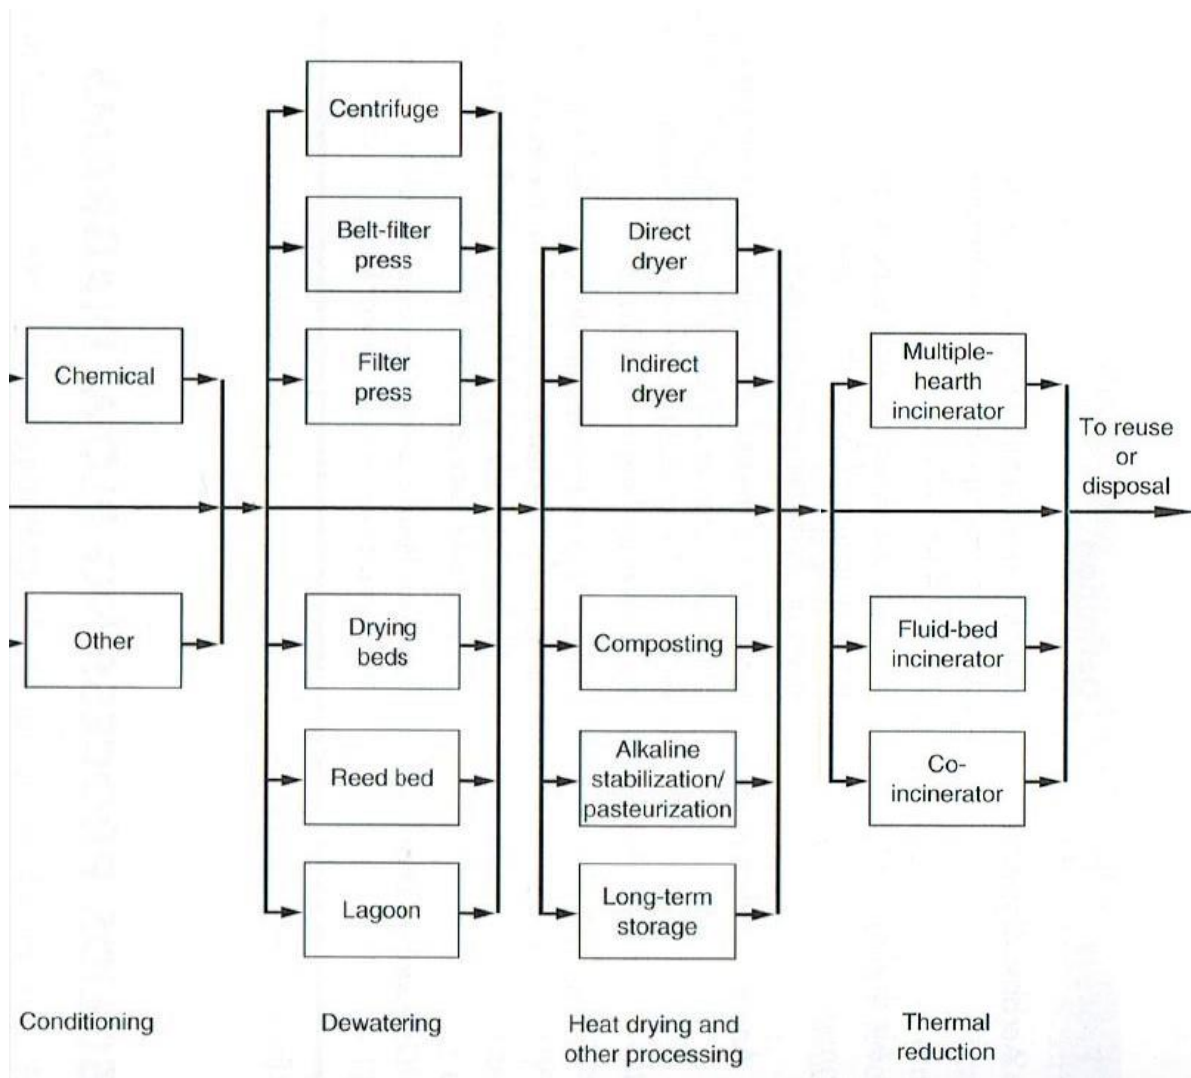 Centrifuge
Belt-filter
press
Direct
dryer
Chemical
Filter
press
Indirect
dryer
Multiple-
hearth
incinerator
To reuse
or
disposal
Other
Drying
beds
Composting
Fluid-bed
incinerator
Reed bed
Alkaline
stabilization/
pasteurization
Co-
incinerator
Lagoon
Long-term
storage
Conditioning
Dewatering
Heat drying and
other processing
Thermal
reduction